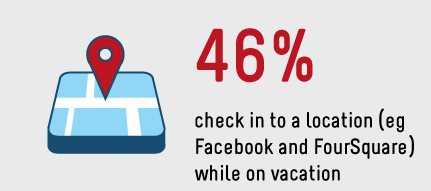 46%
check in to a location (eg
Facebook and FourSquare)
while on vacation